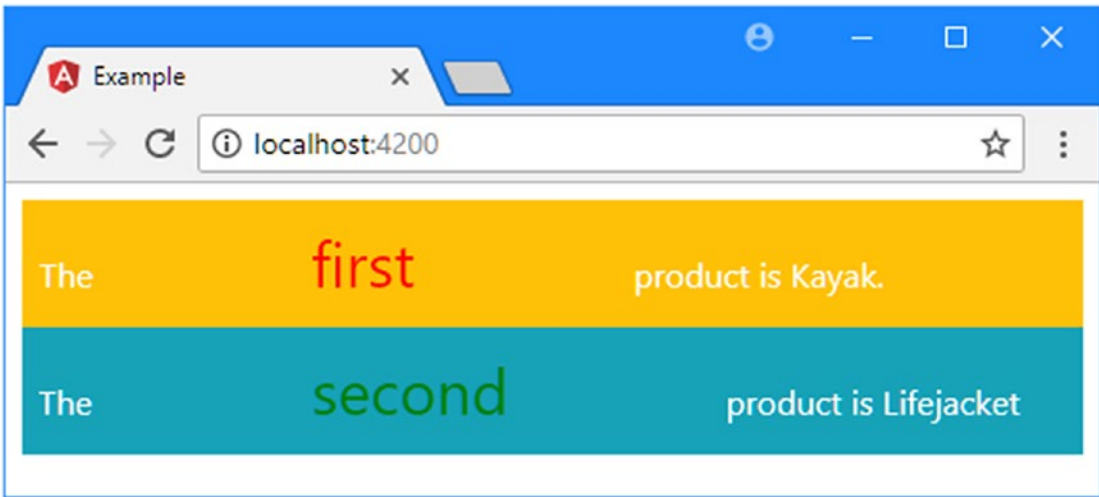 Example
localhost:4200
The first product is Kayak.
The second product is Lifejacket